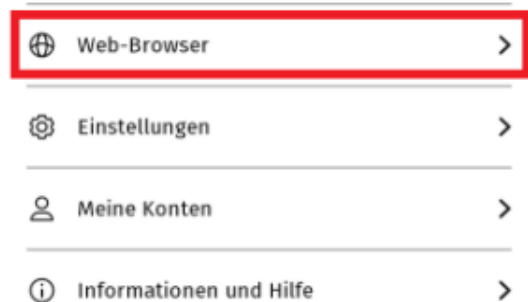 Web-Browser
Einstellungen
Meine Konten
Informationen und Hilfe